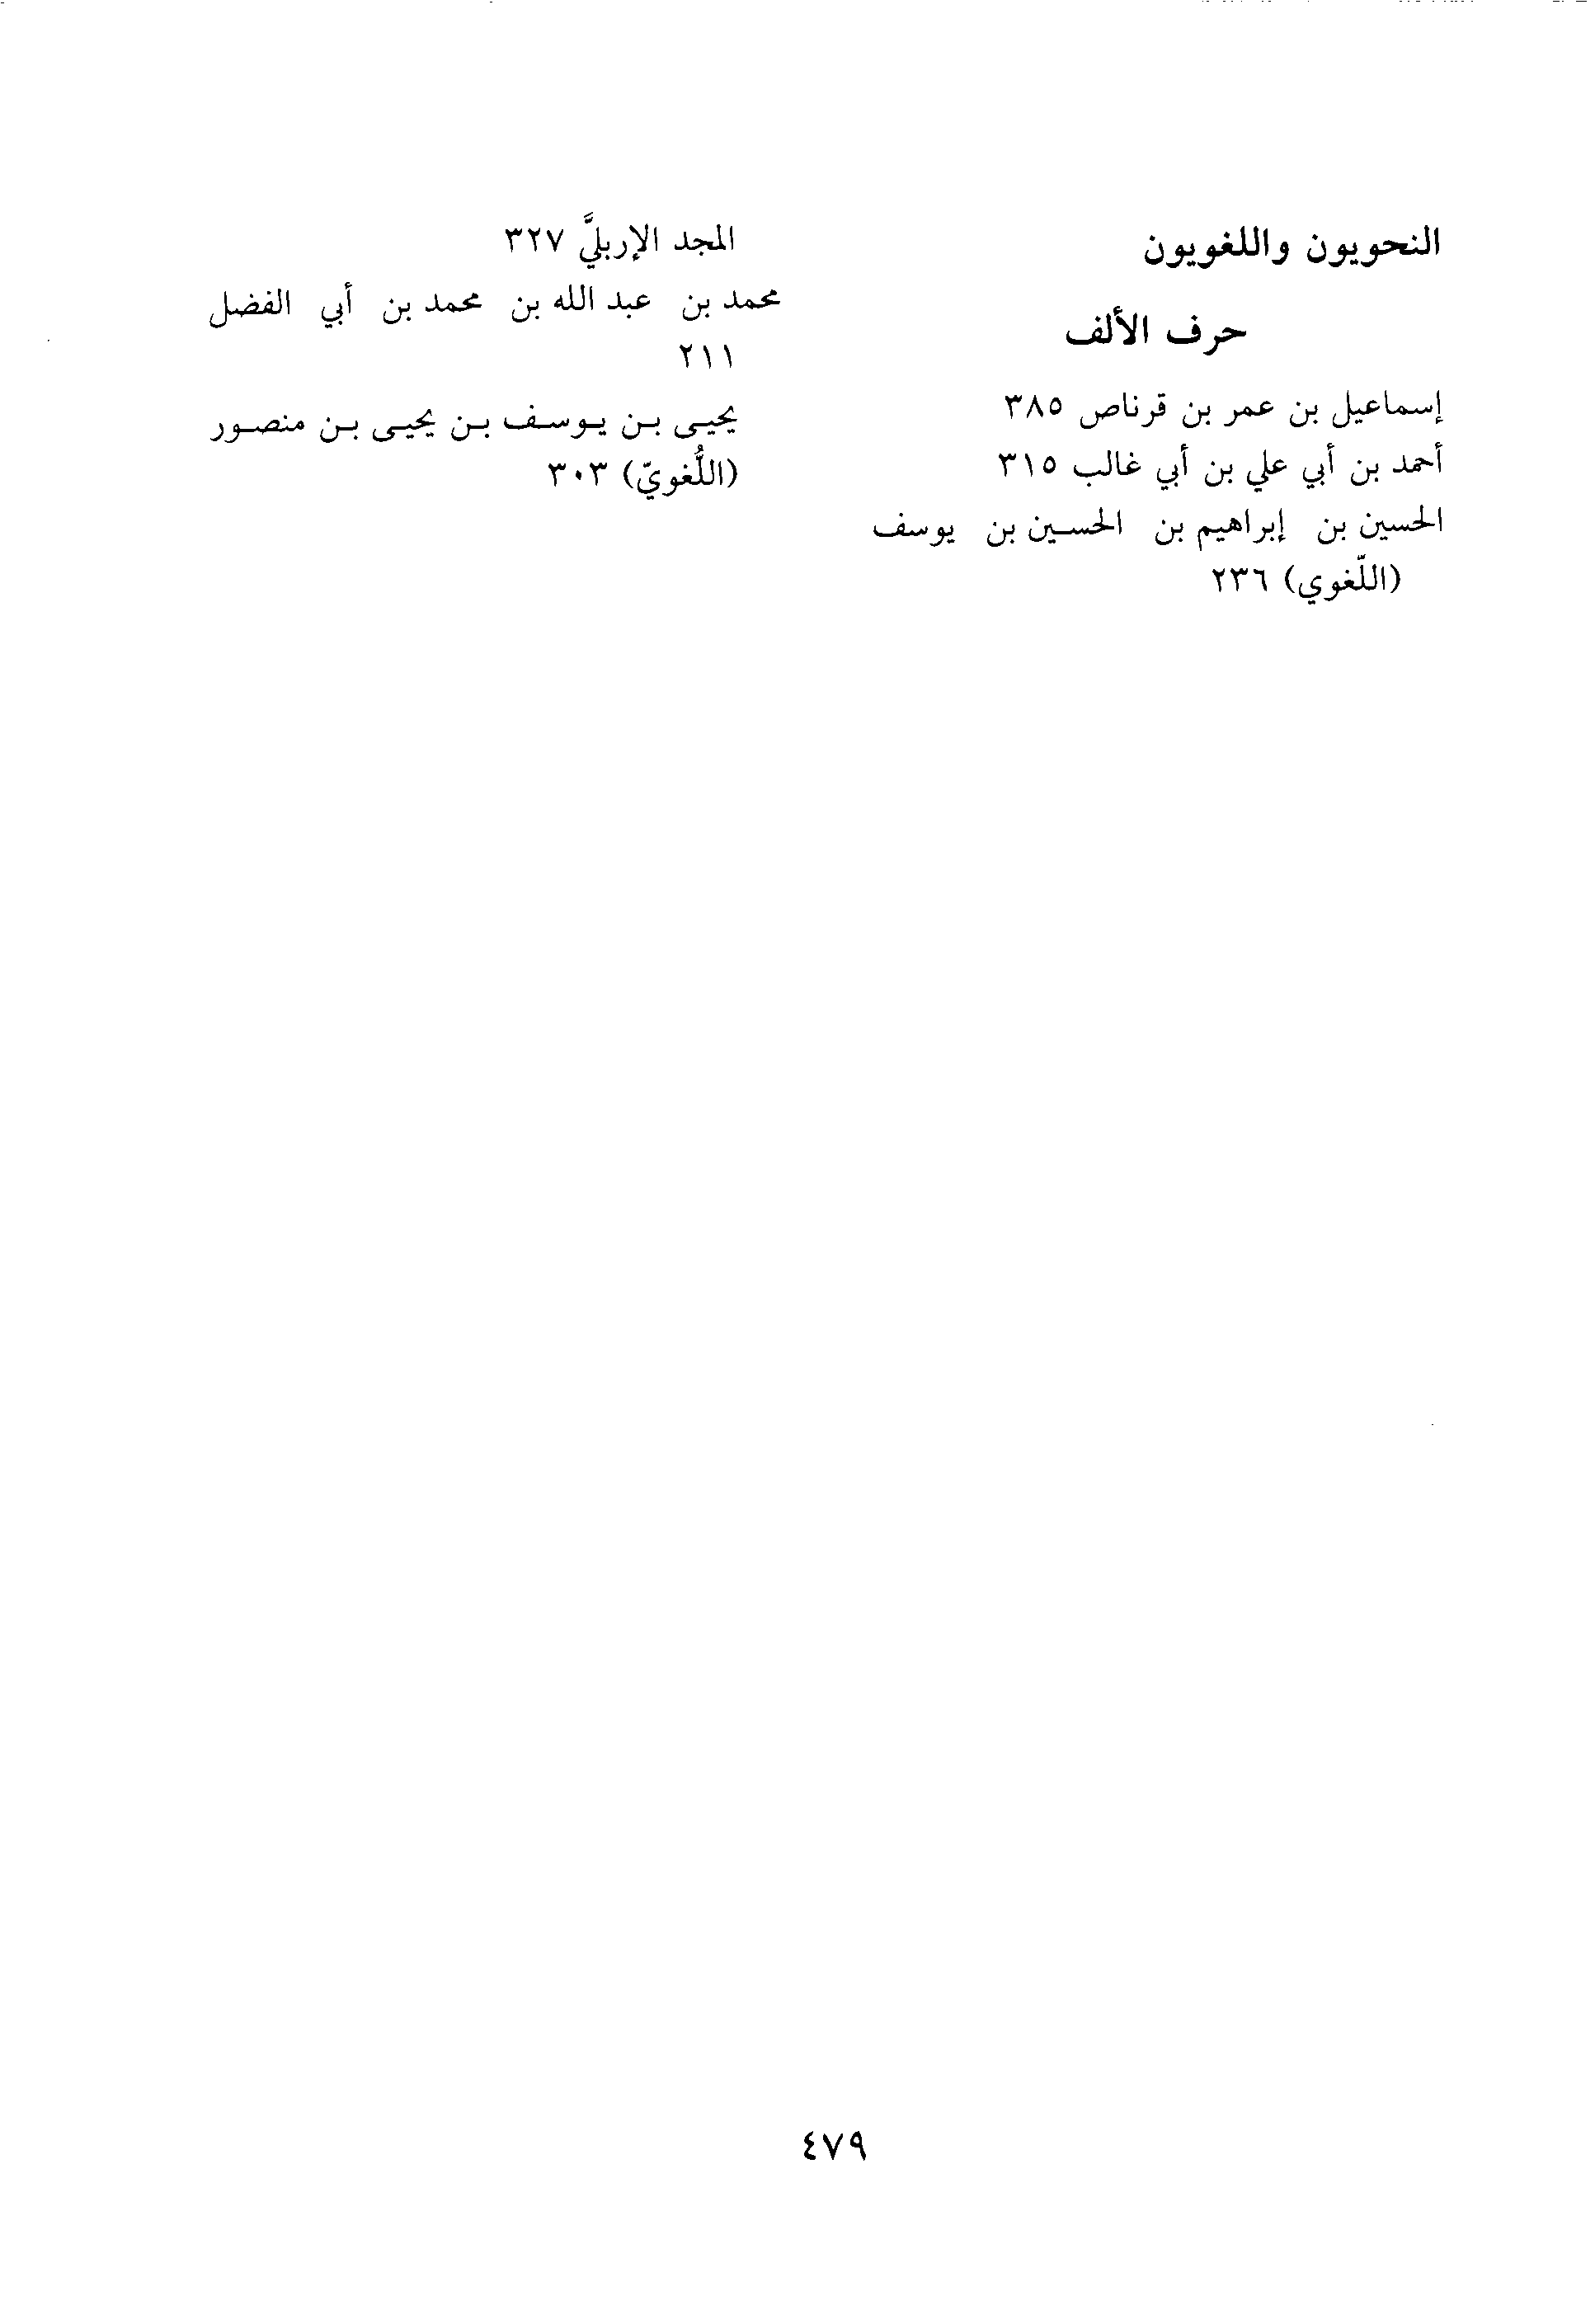 النحويون واللغويون
حرف الألف
إسماعيل بن عمر بن قرناص ٣٨٥
أحمد بن أبي علي بن أبي غالب ٣١٥
الحسين بن إبراهيم بن الحسين بن يوسف
(اللّغوي) ٢٣٦
المجد الإربليَّ ٣٢٧
محمد بن عبد الله بن محمد بن أبي الفضل
٢١١
يحيى بن يوسف بن يحيى بن منصور
(اللُّغويّ) ٣٠٣
٤٧٩